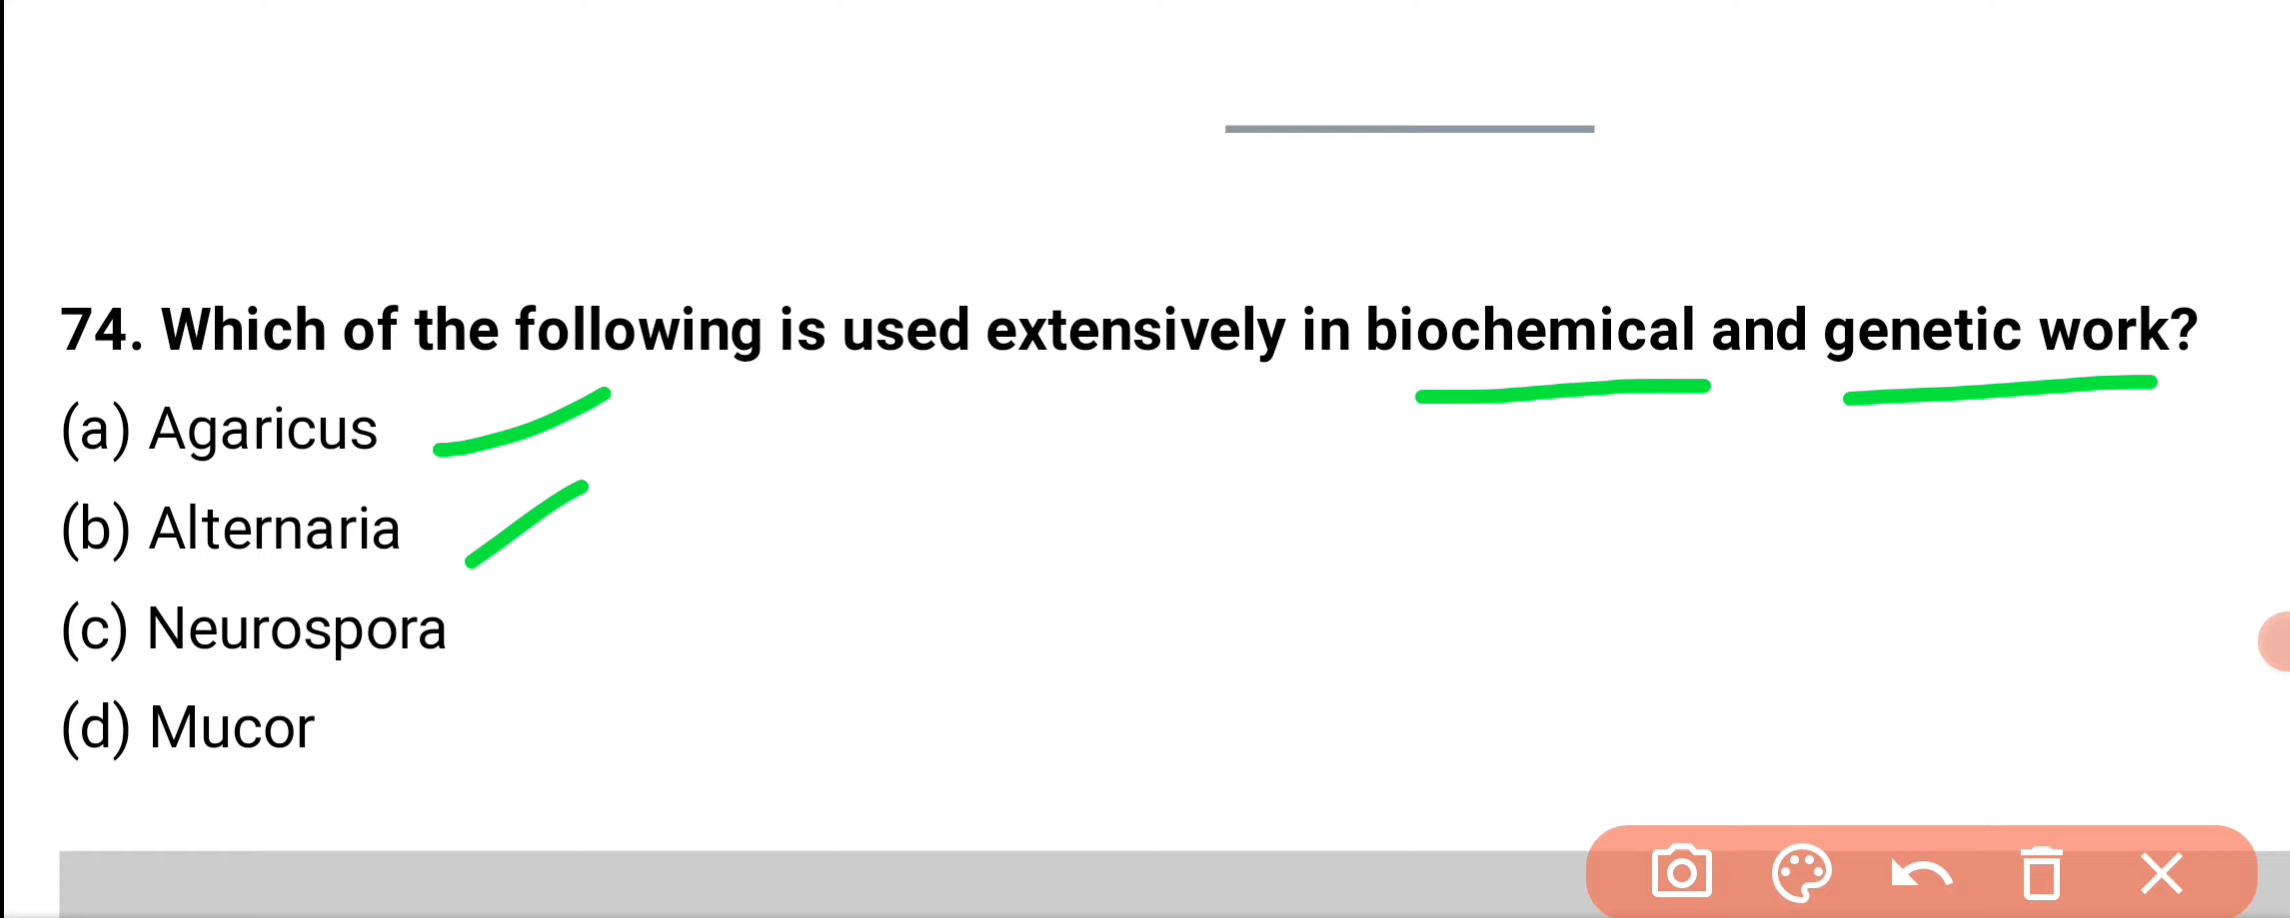 74. Which of the following is used extensively in biochemical and genetic work?
(a) Agaricus
(b) Alternaria
(c) Neurospora
(d) Mucor